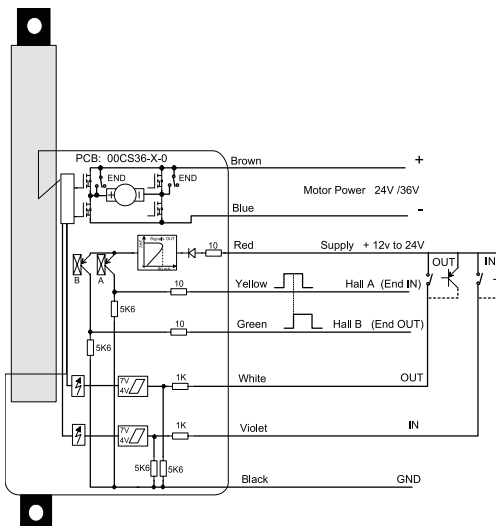 PCB: 00CS36-X-0
Brown
+
END
END
Motor Power 24V /36V
Blue
-
Signals OUT
10
Red
Supply + 12v to 24V
OUT
IN
B
A
10
Yellow
Hall A (End IN)
5K6
10
Green
Hall B (End OUT)
5K6
White
OUT
7V
4V
1K
Violet
IN
7V
4V
1K
5K6
5K6
Black
GND